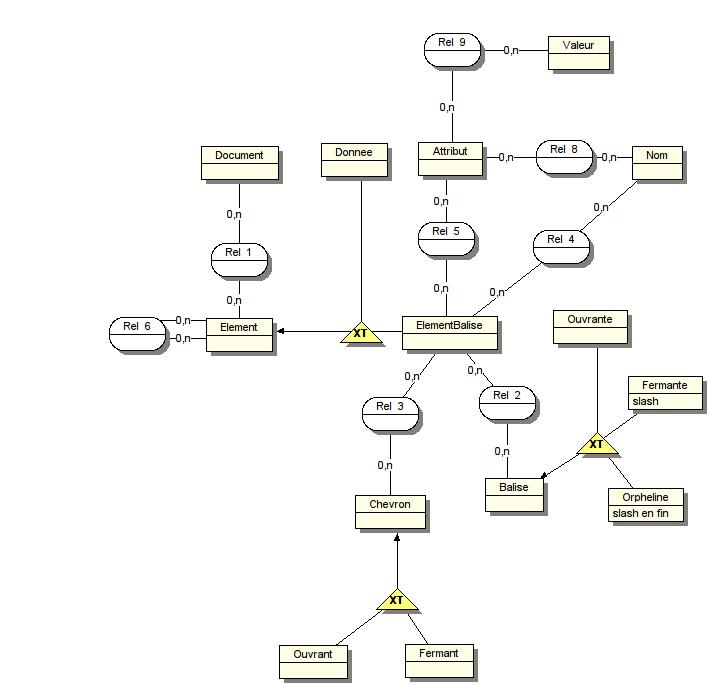 Rel 9
0,n
Valeur
0,n
Document
Donnee
Attribut
0,n
Rel 8
0,n
Nom
0,n
0,n
0,n
Rel 5
Rel 4
Rel 1
0,n
0,n
0,n
Rel 6
0,n
0,n
Element
XT
ElementBalise
Ouvrante
0,n
0,n
Fermante
slash
Rel 3
Rel 2
XT
0,n
0,n
Balise
Orpheline
slash en fin
Chevron
XT
Ouvrant
Fermant